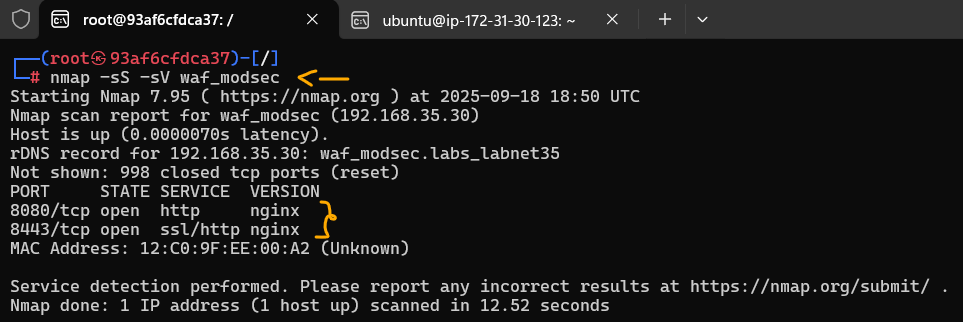 root@93af6cfdca37: /
ubuntu@ip-172-31-30-123: ~
(root㉿93af6cfdca37)-[/]
# nmap -sS -sV waf_modsec
Starting Nmap 7.95 ( https://nmap.org ) at 2025-09-18 18:50 UTC
Nmap scan report for waf_modsec (192.168.35.30)
Host is up (0.0000070s latency).
rDNS record for 192.168.35.30: waf_modsec.labs_labnet35
Not shown: 998 closed tcp ports (reset)
PORT     STATE SERVICE  VERSION
8080/tcp open  http     nginx
8443/tcp open  ssl/http nginx
MAC Address: 12:C0:9F:EE:00:A2 (Unknown)
Service detection performed. Please report any incorrect results at https://nmap.org/submit/ .
Nmap done: 1 IP address (1 host up) scanned in 12.52 seconds